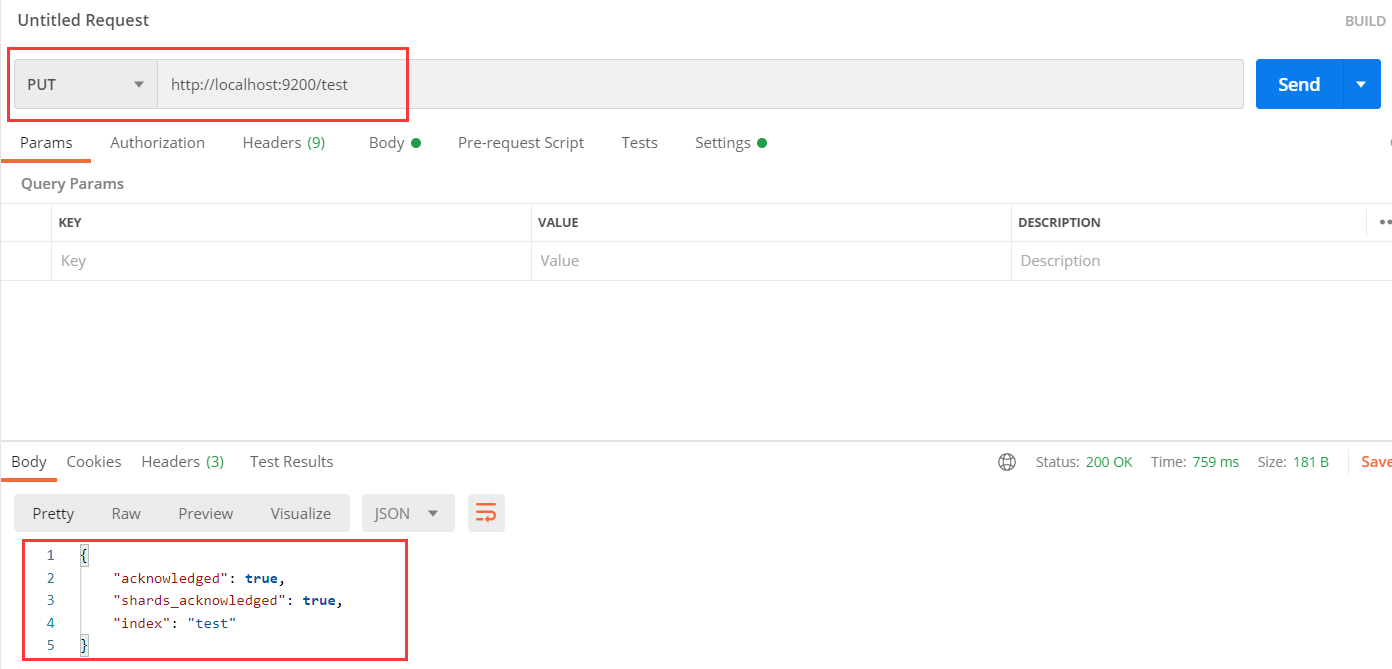 Untitled Request BUILD
PUT http://localhost:9200/test Send
Params Authorization Headers (9) Body Pre-request Script Tests Settings
Query Params
KEY VALUE DESCRIPTION
Key Value Description
Body Cookies Headers (3) Test Results Status: 200 OK Time: 759 ms Size: 181 B Save
Pretty Raw Preview Visualize JSON
1 {
2 "acknowledged": true,
3 "shards_acknowledged": true,
4 "index": "test"
5 }